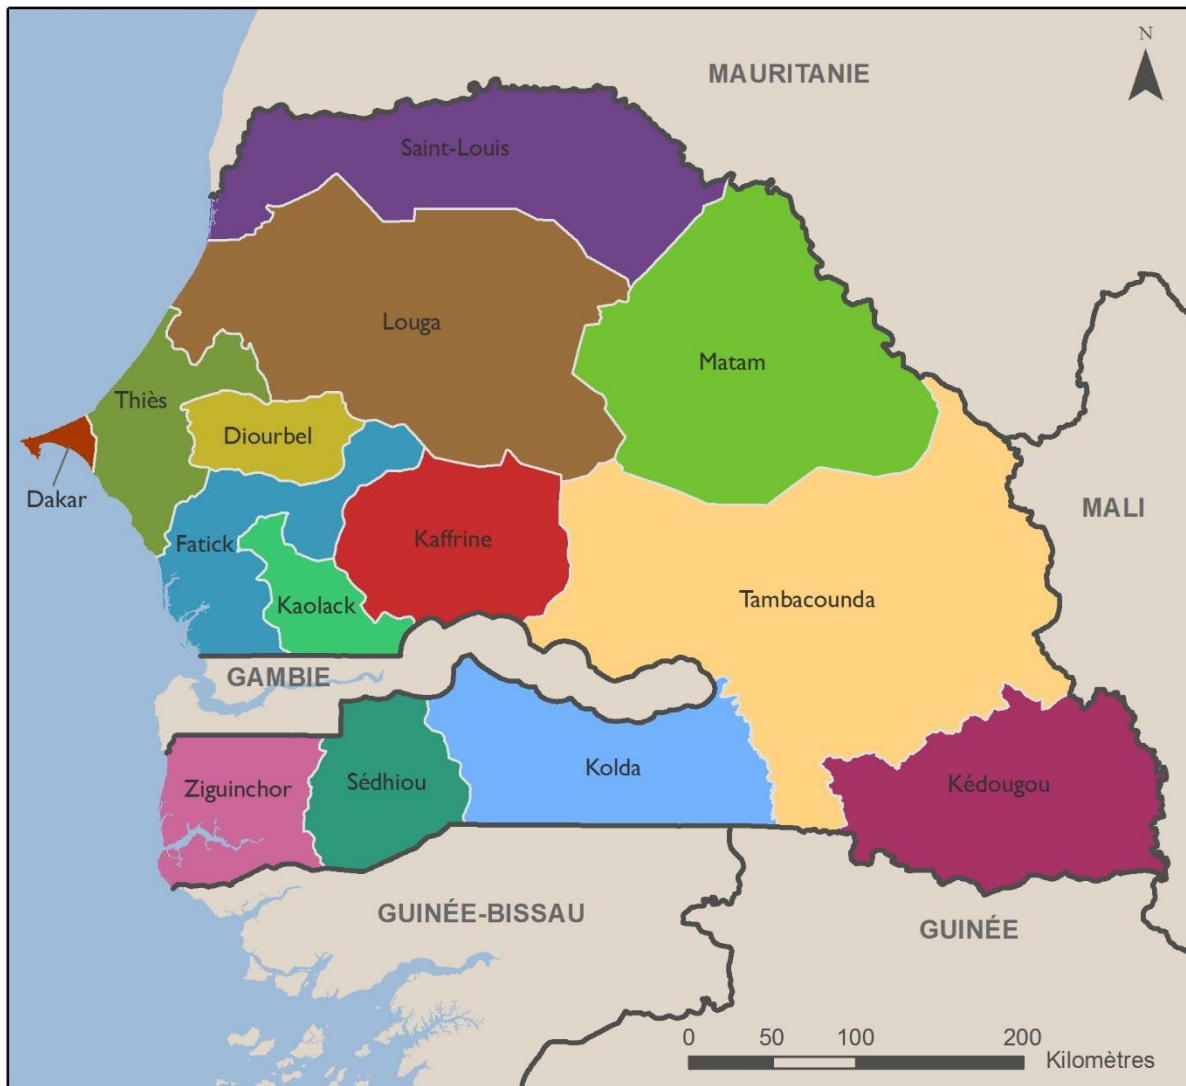 N
MAURITANIE
Saint-Louis
Louga
Matam
Thiès
Diourbel
Dakar
MALI
Fatick
Kaffrine
Kaolack
Tambacounda
GAMBIE
Ziguinchor
Sédhiou
Kolda
Kédougou
GUINÉE-BISSAU
GUINÉE
0 50 100 200
Kilomètres